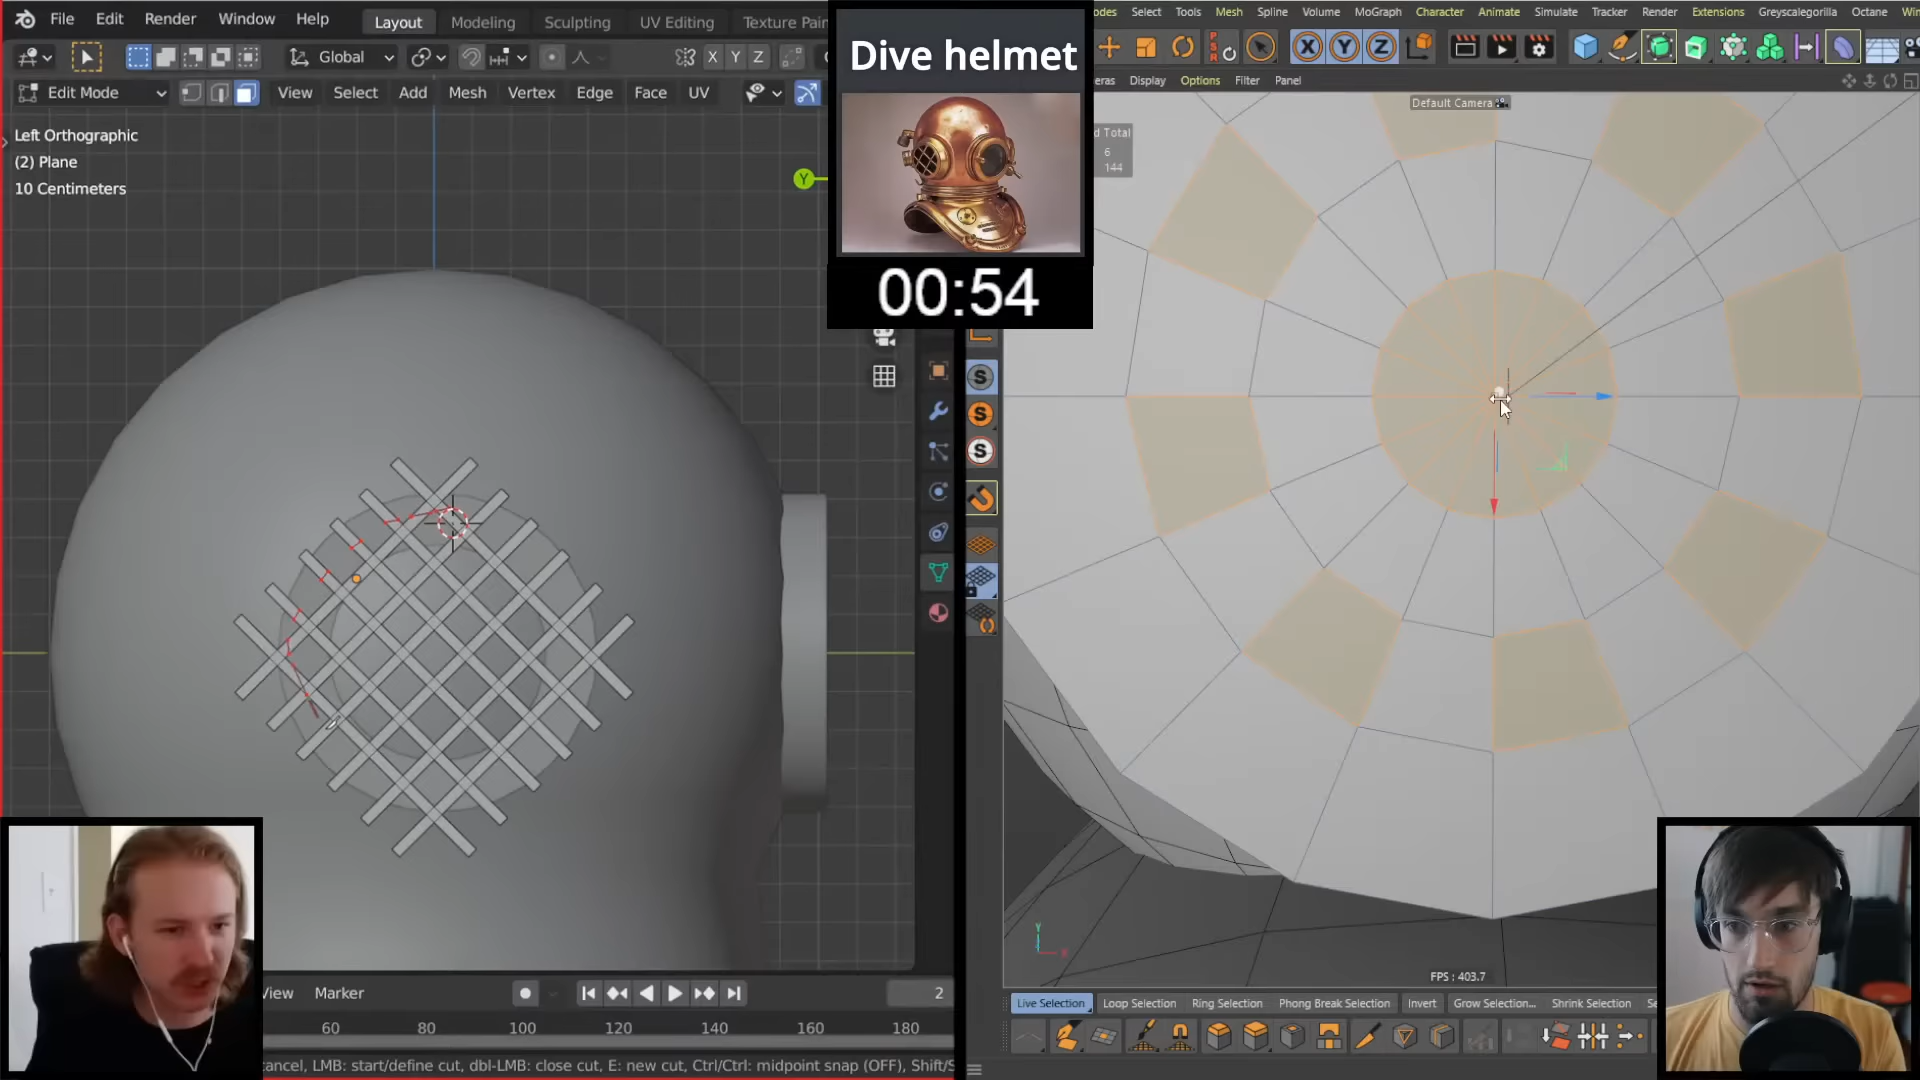 File Edit Render Window Help
Layout Modeling Sculpting UV Editing Texture Pain
Global
X Y Z
Edit Mode
View Select Add Mesh Vertex Edge Face UV
Left Orthographic
(2) Plane
10 Centimeters
Y
Dive helmet
00:54
odes Select Tools Mesh Spline Volume MoGraph Character Animate Simulate Tracker Render Extensions Greyscalegorilla Octane Win
PSR X Y Z
eras Display Options Filter Panel
Default Camera
d Total
6
144
S
S
S
Y
FPS : 403.7
View Marker
2
60 80 100 120 140 160 180
ancel, LMB: start/define cut, dbl-LMB: close cut, E: new cut, Ctrl/Ctrl: midpoint snap (OFF), Shift/S
Live Selection Loop Selection Ring Selection Phong Break Selection Invert Grow Selection... Shrink Selection Se